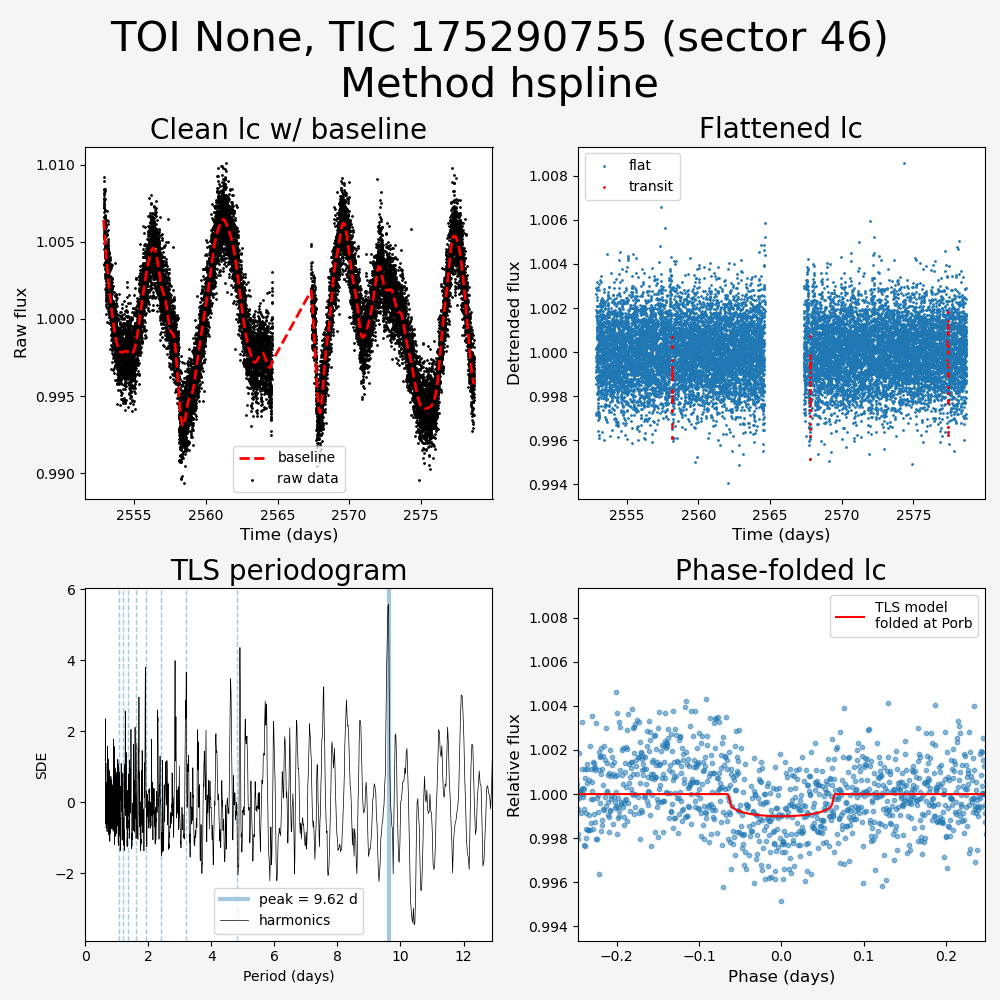 TOI None, TIC 175290755 (sector 46)
Method hspline
Clean lc w/ baseline
Raw flux
1.010
1.005
1.000
0.995
0.990
baseline
raw data
2555 2560 2565 2570 2575
Time (days)
Flattened lc
Detrended flux
1.008
1.006
1.004
1.002
1.000
0.998
0.996
0.994
flat
transit
2555 2560 2565 2570 2575
Time (days)
TLS periodogram
SDE
6
4
2
0
−2
peak = 9.62 d
harmonics
0 2 4 6 8 10 12
Period (days)
Phase-folded lc
Relative flux
1.008
1.006
1.004
1.002
1.000
0.998
0.996
0.994
TLS model
folded at Porb
−0.2 −0.1 0.0 0.1 0.2
Phase (days)